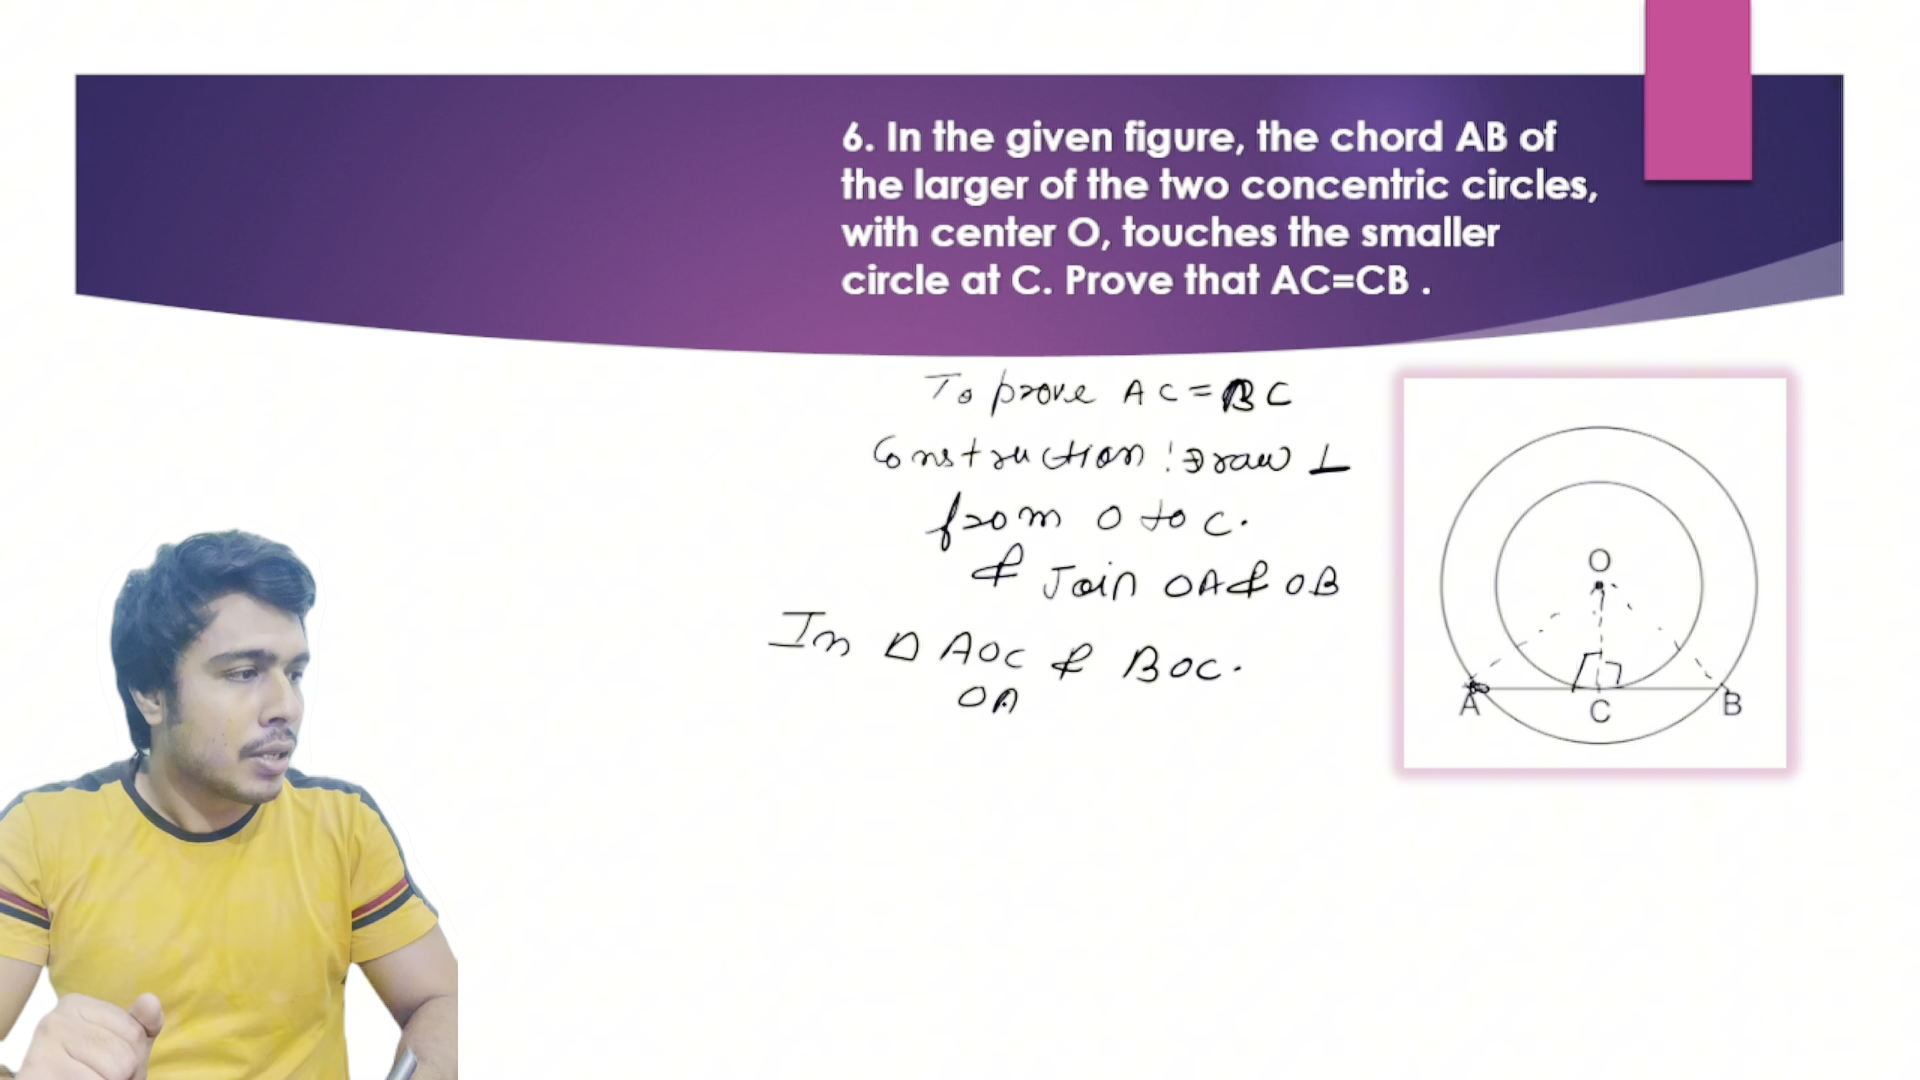 6. In the given figure, the chord AB of
the larger of the two concentric circles,
with center O, touches the smaller
circle at C. Prove that AC=CB .
To prove AC = BC
Construction : Draw ⊥
from O to C.
& Join OA & OB
In Δ AOC & BOC.
OA
O
A
C
B